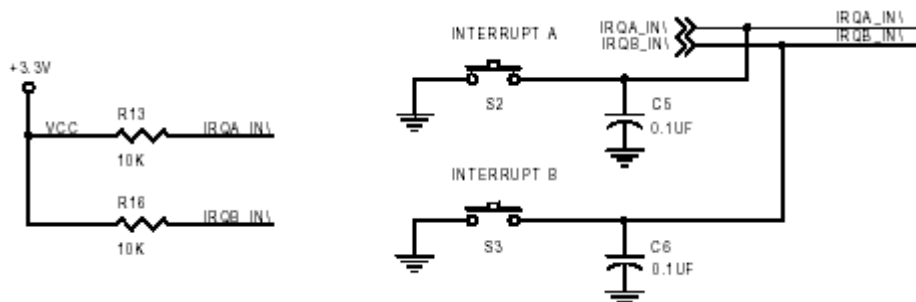 INTERRUPT A
IRQA_IN\
IRQB_IN\
IRQA_IN\
IRQB_IN\
+3.3V
S2
C5
0.1UF
R13
VCC
IRQA_IN\
10K
INTERRUPT B
R16
IRQB_IN\
10K
S3
C6
0.1UF